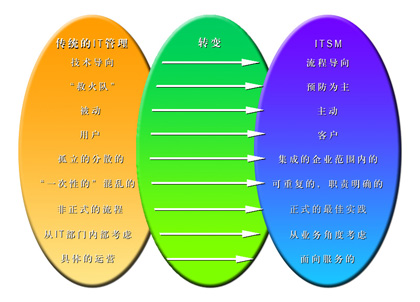 传统的IT管理 转变 ITSM
技术导向 流程导向
“救火队” 预防为主
被动 主动
用户 客户
孤立的分散的 集成的企业范围内的
“一次性的”混乱的 可重复的、职责明确的
非正式的流程 正式的最佳实践
从IT部门内部考虑 从业务角度考虑
具体的运营 面向服务的